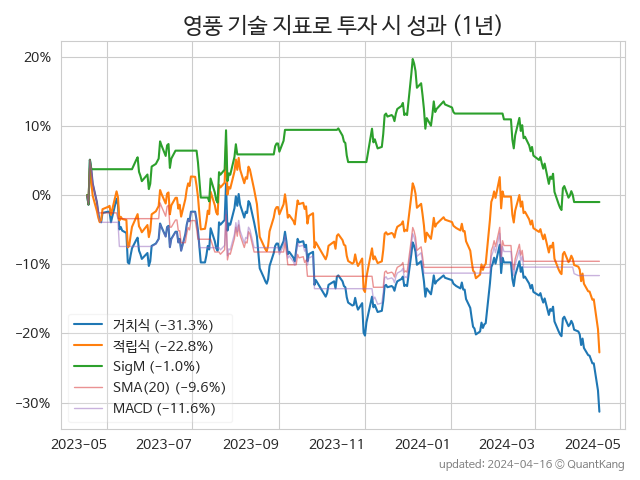 영풍 기술 지표로 투자 시 성과 (1년)
20%
10%
0%
−10%
−20%
−30%
거치식 (−31.3%)
적립식 (−22.8%)
SigM (−1.0%)
SMA(20) (−9.6%)
MACD (−11.6%)
2023-05 2023-07 2023-09 2023-11 2024-01 2024-03 2024-05
updated: 2024-04-16 © QuantKang